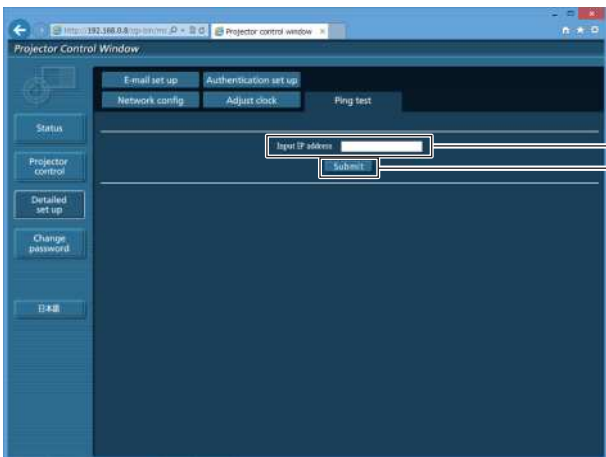 Projector control window
Projector Control Window
E-mail set up
Authentication set up
Network config
Adjust clock
Ping test
Status
Input IP address
Submit
Projector
control
Detailed
set up
Change
password
日本語